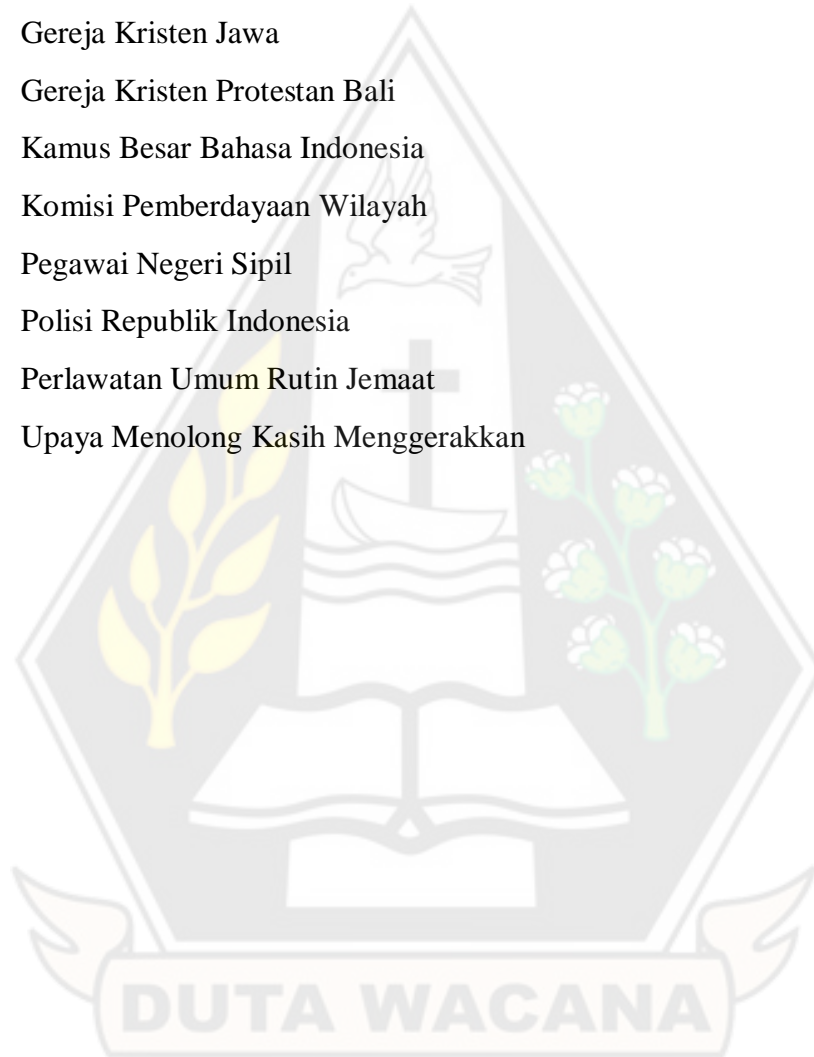 Gereja Kristen Jawa
Gereja Kristen Protestan Bali
Kamus Besar Bahasa Indonesia
Komisi Pemberdayaan Wilayah
Pegawai Negeri Sipil
Polisi Republik Indonesia
Perlawatan Umum Rutin Jemaat
Upaya Menolong Kasih Menggerakkan
DUTA WACANA